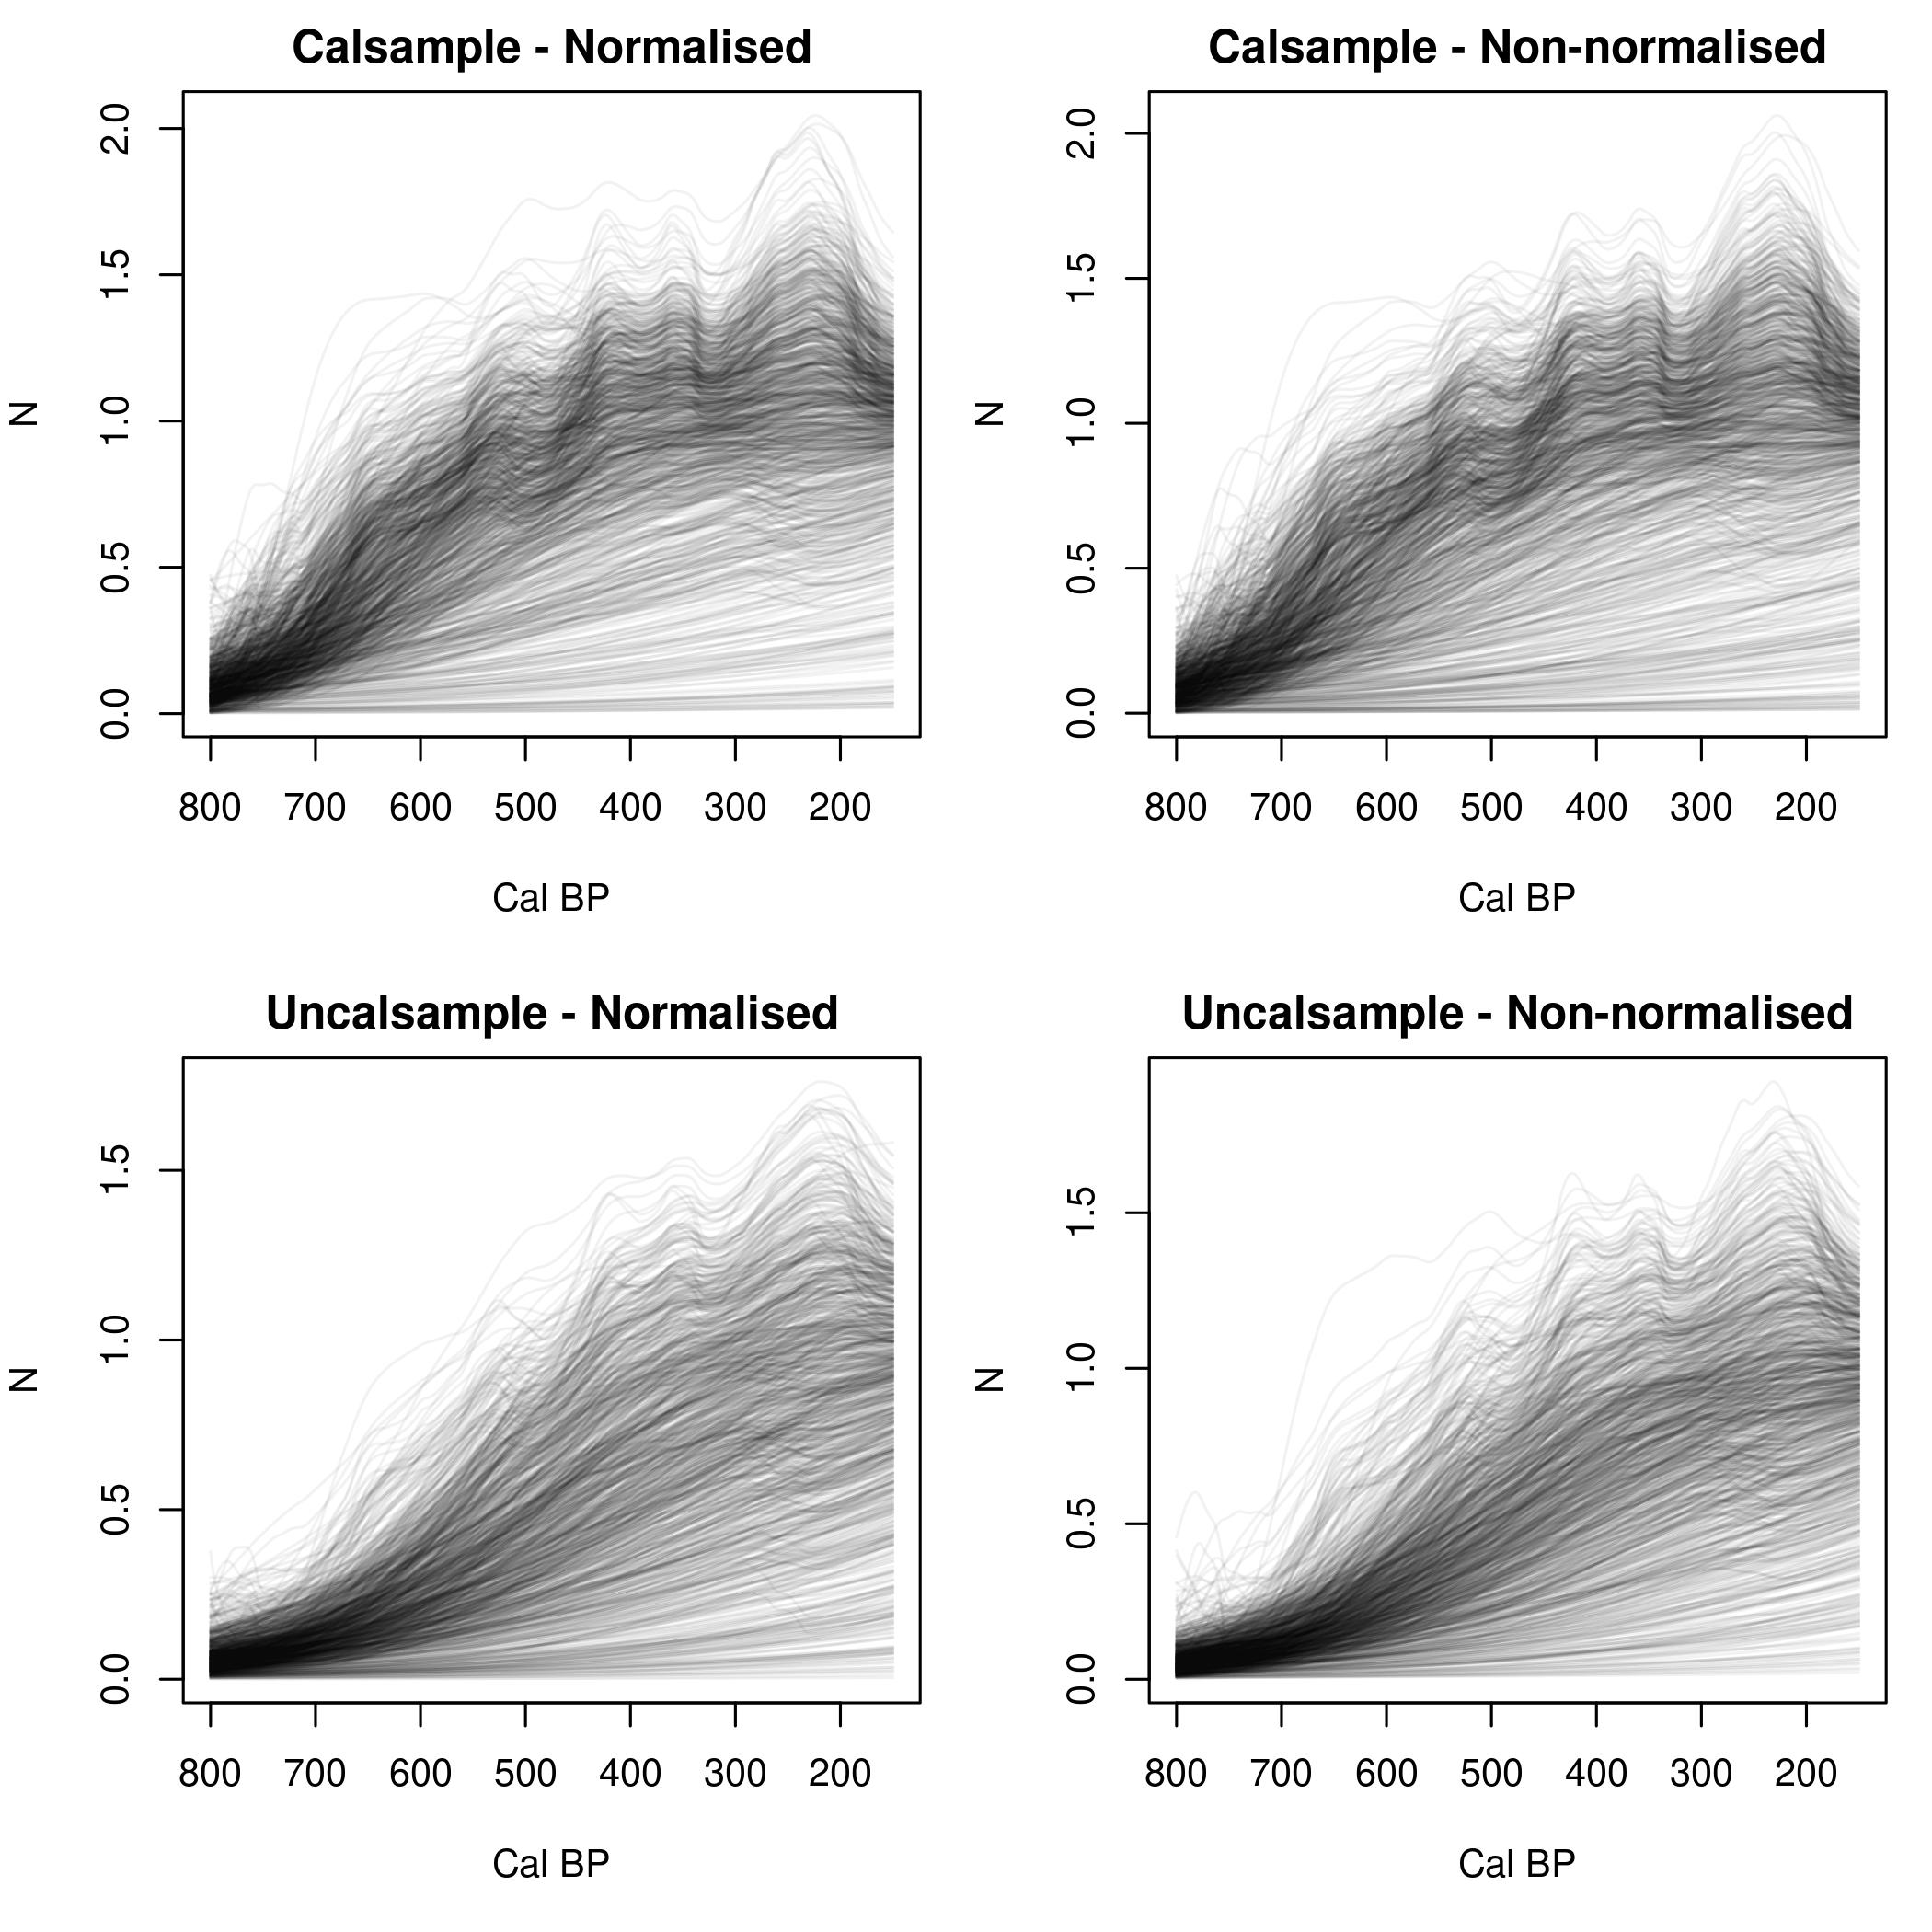 Calsample - Normalised
N
2.0
1.5
1.0
0.5
0.0
800 700 600 500 400 300 200
Cal BP
Calsample - Non-normalised
N
2.0
1.5
1.0
0.5
0.0
800 700 600 500 400 300 200
Cal BP
Uncalsample - Normalised
N
1.5
1.0
0.5
0.0
800 700 600 500 400 300 200
Cal BP
Uncalsample - Non-normalised
N
1.5
1.0
0.5
0.0
800 700 600 500 400 300 200
Cal BP